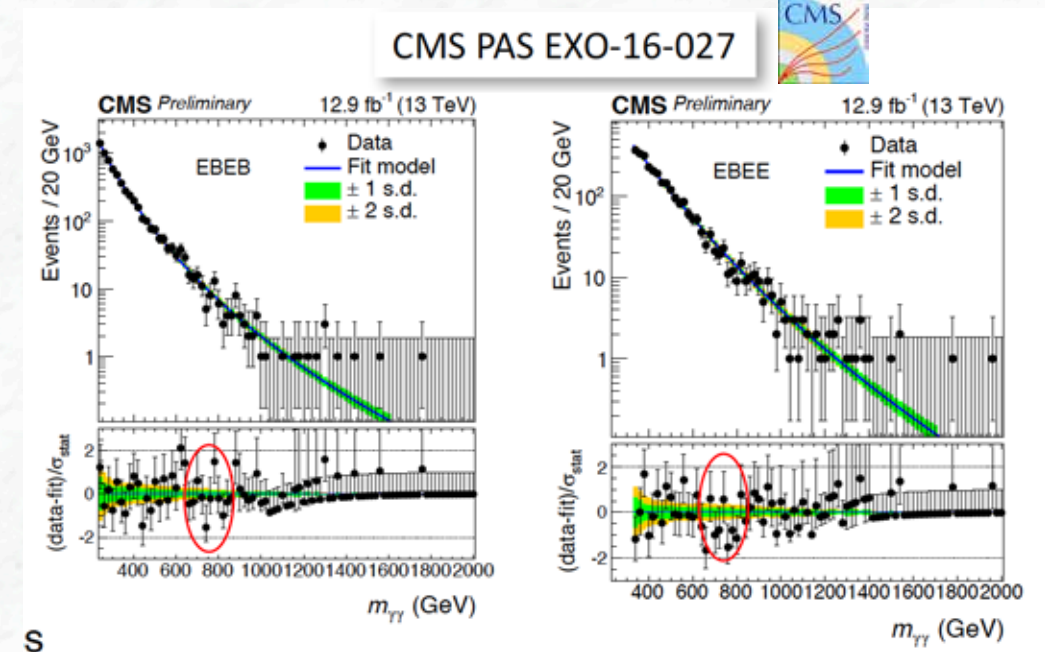 CMS PAS EXO-16-027
CMS
CMS Preliminary 12.9 fb⁻¹ (13 TeV)
Events / 20 GeV
10³
10²
10
1
EBEB
Data
Fit model
± 1 s.d.
± 2 s.d.
(data-fit)/σstat
2
0
-2
400 600 800 1000 1200 1400 1600 1800 2000
mγγ (GeV)
CMS Preliminary 12.9 fb⁻¹ (13 TeV)
Events / 20 GeV
10²
10
1
EBEE
Data
Fit model
± 1 s.d.
± 2 s.d.
(data-fit)/σstat
2
0
-2
400 600 800 1000 1200 1400 1600 1800 2000
mγγ (GeV)
S